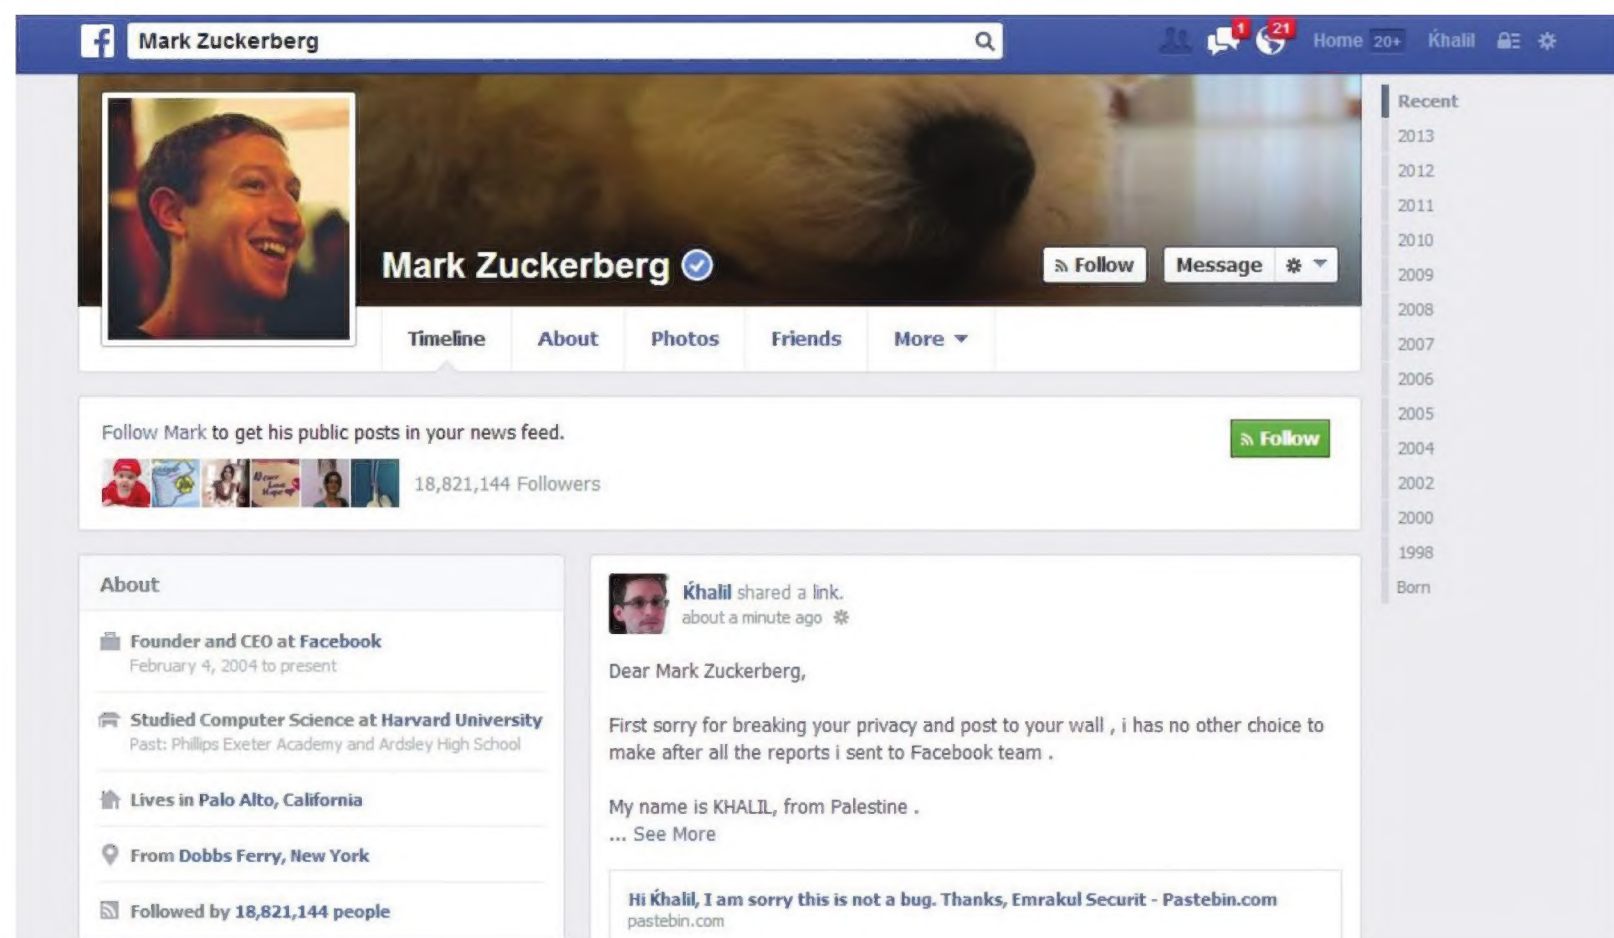 f
Mark Zuckerberg
1
21
Home 20+ Ќhalil
Mark Zuckerberg
Follow
Message
Timeline
About
Photos
Friends
More
Follow Mark to get his public posts in your news feed.
18,821,144 Followers
Follow
About
Founder and CEO at Facebook
February 4, 2004 to present
Studied Computer Science at Harvard University
Past: Phillips Exeter Academy and Ardsley High School
Lives in Palo Alto, California
From Dobbs Ferry, New York
Followed by 18,821,144 people
Ќhalil shared a link.
about a minute ago
Dear Mark Zuckerberg,
First sorry for breaking your privacy and post to your wall , i has no other choice to
make after all the reports i sent to Facebook team .
My name is KHALIL, from Palestine .
... See More
Hi Ќhalil, I am sorry this is not a bug. Thanks, Emrakul Securit - Pastebin.com
pastebin.com
Recent
2013
2012
2011
2010
2009
2008
2007
2006
2005
2004
2002
2000
1998
Born